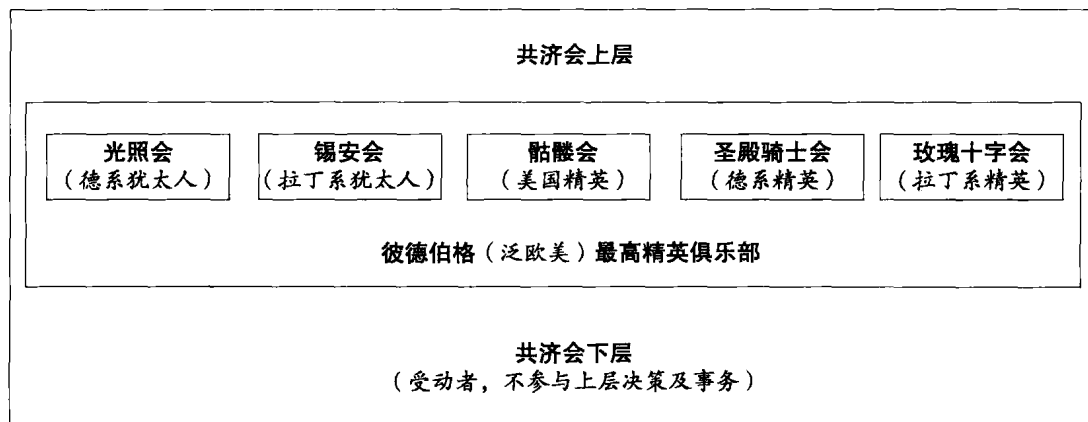 共济会上层
光照会
（德系犹太人）
锡安会
（拉丁系犹太人）
骷髅会
（美国精英）
圣殿骑士会
（德系精英）
玫瑰十字会
（拉丁系精英）
彼德伯格（泛欧美）最高精英俱乐部
共济会下层
（受动者，不参与上层决策及事务）